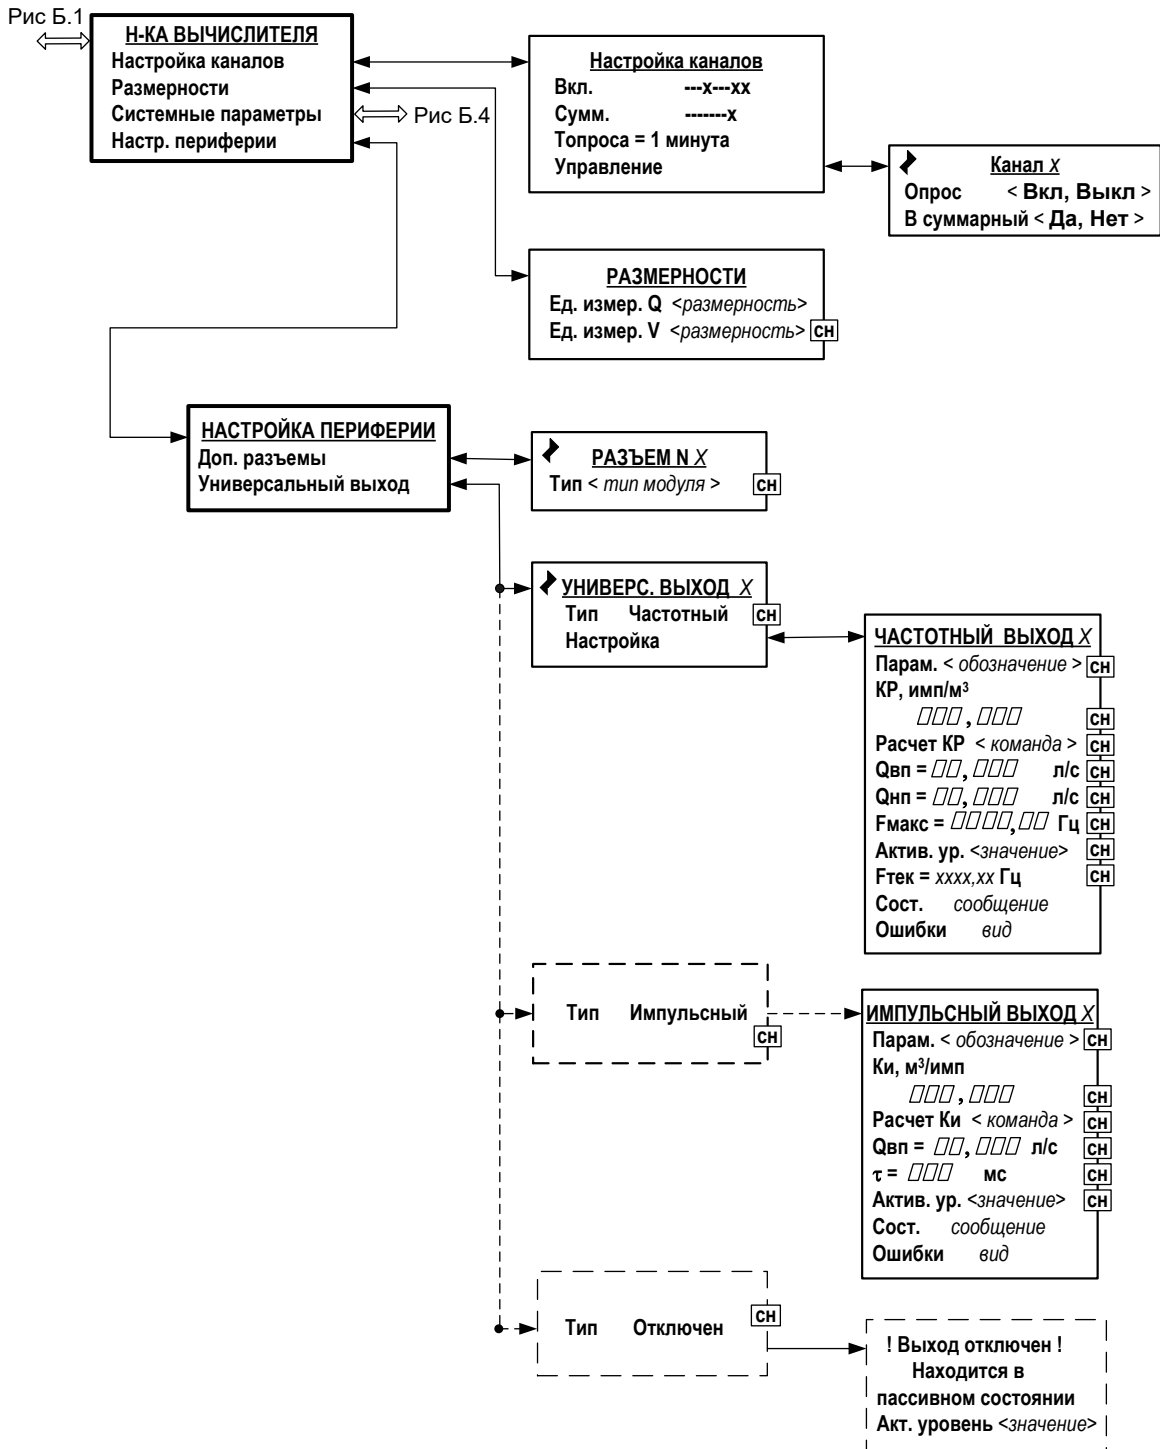 Рис Б.1
Н-КА ВЫЧИСЛИТЕЛЯ
Настройка каналов
Размерности
Системные параметры
Настр. периферии
Рис Б.4
Настройка каналов
Вкл. ---х---хх
Сумм. -------х
Топроса = 1 минута
Управление
Канал X
Опрос < Вкл, Выкл >
В суммарный < Да, Нет >
РАЗМЕРНОСТИ
Ед. измер. Q <размерность>
Ед. измер. V <размерность> СН
НАСТРОЙКА ПЕРИФЕРИИ
Доп. разъемы
Универсальный выход
РАЗЪЕМ N X
Тип < тип модуля > СН
УНИВЕРС. ВЫХОД X
Тип Частотный СН
Настройка
ЧАСТОТНЫЙ ВЫХОД X
Парам. < обозначение > СН
КР, имп/м³
▯▯▯ , ▯▯▯ СН
Расчет КР < команда > СН
Qвп = ▯▯, ▯▯▯ л/с СН
Qнп = ▯▯, ▯▯▯ л/с СН
Fмакс = ▯▯▯▯, ▯▯ Гц СН
Актив. ур. <значение> СН
Fтек = хххх,хх Гц СН
Сост. сообщение
Ошибки вид
Тип Импульсный
СН
ИМПУЛЬСНЫЙ ВЫХОД X
Парам. < обозначение > СН
Ки, м³/имп
▯▯▯ , ▯▯▯ СН
Расчет Ки < команда > СН
Qвп = ▯▯, ▯▯▯ л/с СН
τ = ▯▯▯ мс СН
Актив. ур. <значение> СН
Сост. сообщение
Ошибки вид
Тип Отключен СН
! Выход отключен !
Находится в
пассивном состоянии
Акт. уровень <значение>